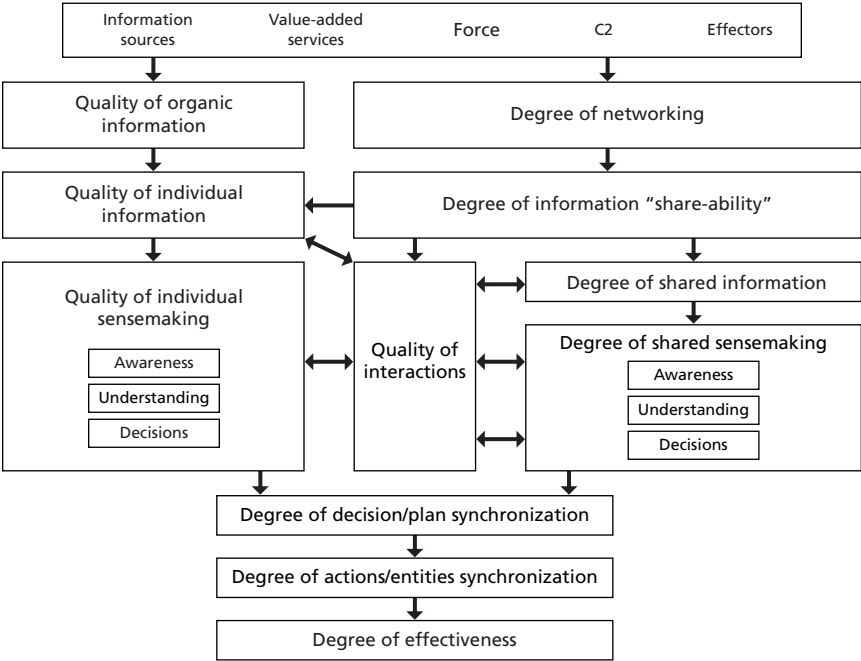 Information
sources
Value-added
services
Force
C2
Effectors
Quality of organic
information
Degree of networking
Quality of individual
information
Degree of information “share-ability”
Quality of individual
sensemaking
Awareness
Understanding
Decisions
Quality of
interactions
Degree of shared information
Degree of shared sensemaking
Awareness
Understanding
Decisions
Degree of decision/plan synchronization
Degree of actions/entities synchronization
Degree of effectiveness